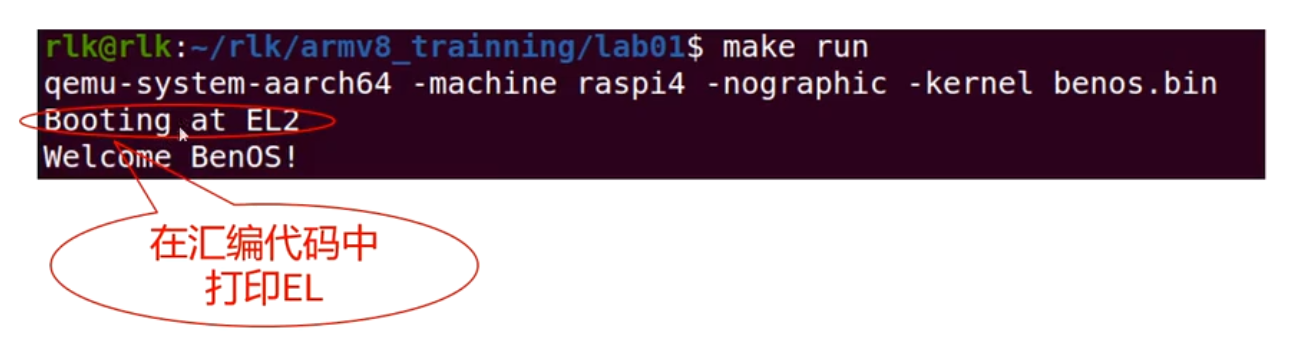 rlk@rlk:~/rlk/armv8_trainning/lab01$ make run
qemu-system-aarch64 -machine raspi4 -nographic -kernel benos.bin
Booting at EL2
Welcome BenOS!
在汇编代码中
打印EL